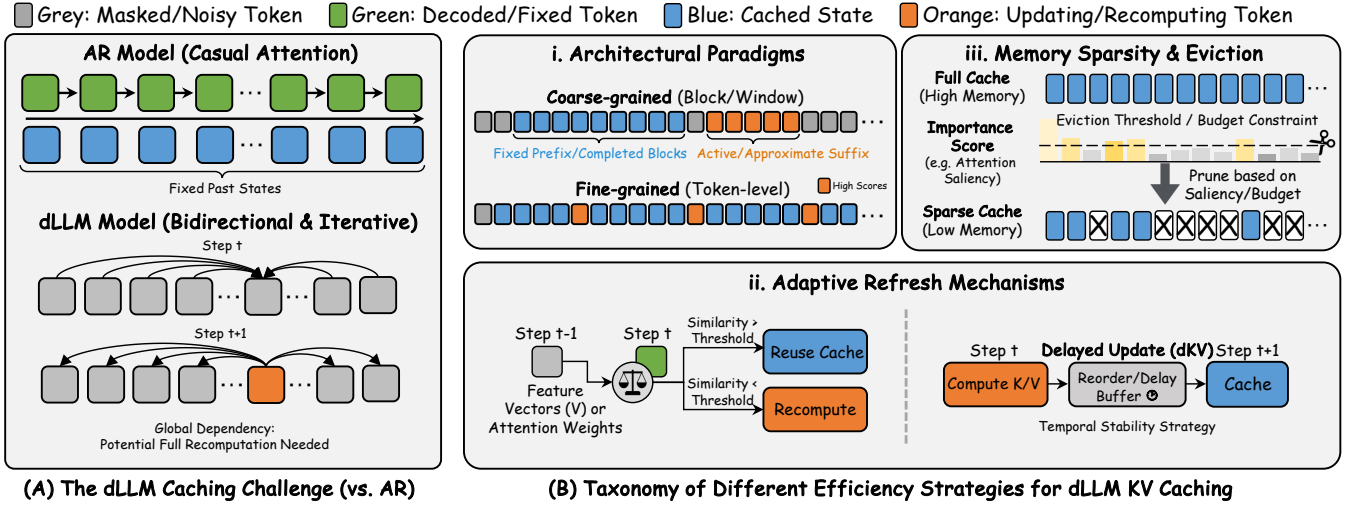 Grey: Masked/Noisy Token
Green: Decoded/Fixed Token
Blue: Cached State
Orange: Updating/Recomputing Token
AR Model (Casual Attention)
...
Fixed Past States
dLLM Model (Bidirectional & Iterative)
Step t
... ...
Step t+1
... ...
Global Dependency:
Potential Full Recomputation Needed
(A) The dLLM Caching Challenge (vs. AR)
i. Architectural Paradigms
Coarse-grained (Block/Window)
...
Fixed Prefix/Completed Blocks
Active/Approximate Suffix
Fine-grained (Token-level)
High Scores
...
iii. Memory Sparsity & Eviction
Full Cache
(High Memory)
...
Eviction Threshold / Budget Constraint
Importance
Score
(e.g. Attention
Saliency)
Prune based on
Saliency/Budget
Sparse Cache
(Low Memory)
...
ii. Adaptive Refresh Mechanisms
Step t-1
Step t
Feature
Vectors (V) or
Attention Weights
Similarity >
Threshold
Reuse Cache
Similarity <
Threshold
Recompute
Step t
Delayed Update (dKV)
Step t+1
Compute K/V
Reorder/Delay
Buffer
Cache
Temporal Stability Strategy
(B) Taxonomy of Different Efficiency Strategies for dLLM KV Caching